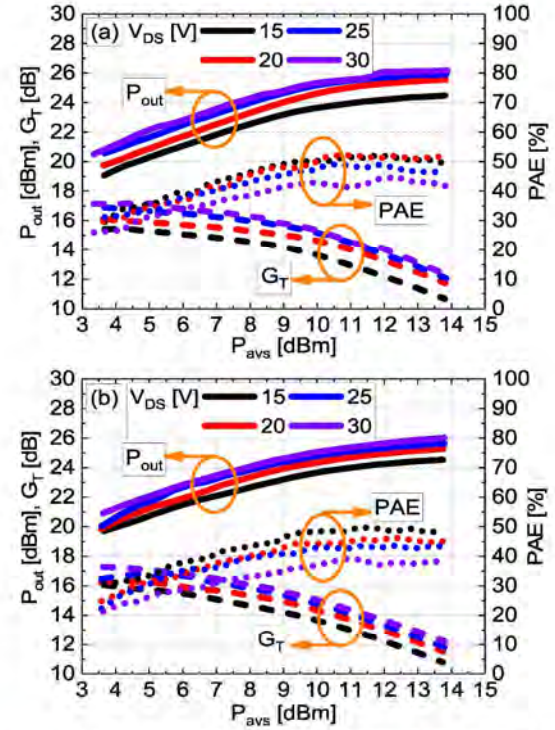 (a) V_DS [V] 15 25
20 30
P_out
PAE
G_T
P_out [dBm], G_T [dB]
30
28
26
24
22
20
18
16
14
12
10
PAE [%]
100
90
80
70
60
50
40
30
20
10
0
3 4 5 6 7 8 9 10 11 12 13 14 15
P_avs [dBm]
(b) V_DS [V] 15 25
20 30
P_out
PAE
G_T
P_out [dBm], G_T [dB]
30
28
26
24
22
20
18
16
14
12
10
PAE [%]
100
90
80
70
60
50
40
30
20
10
0
3 4 5 6 7 8 9 10 11 12 13 14 15
P_avs [dBm]